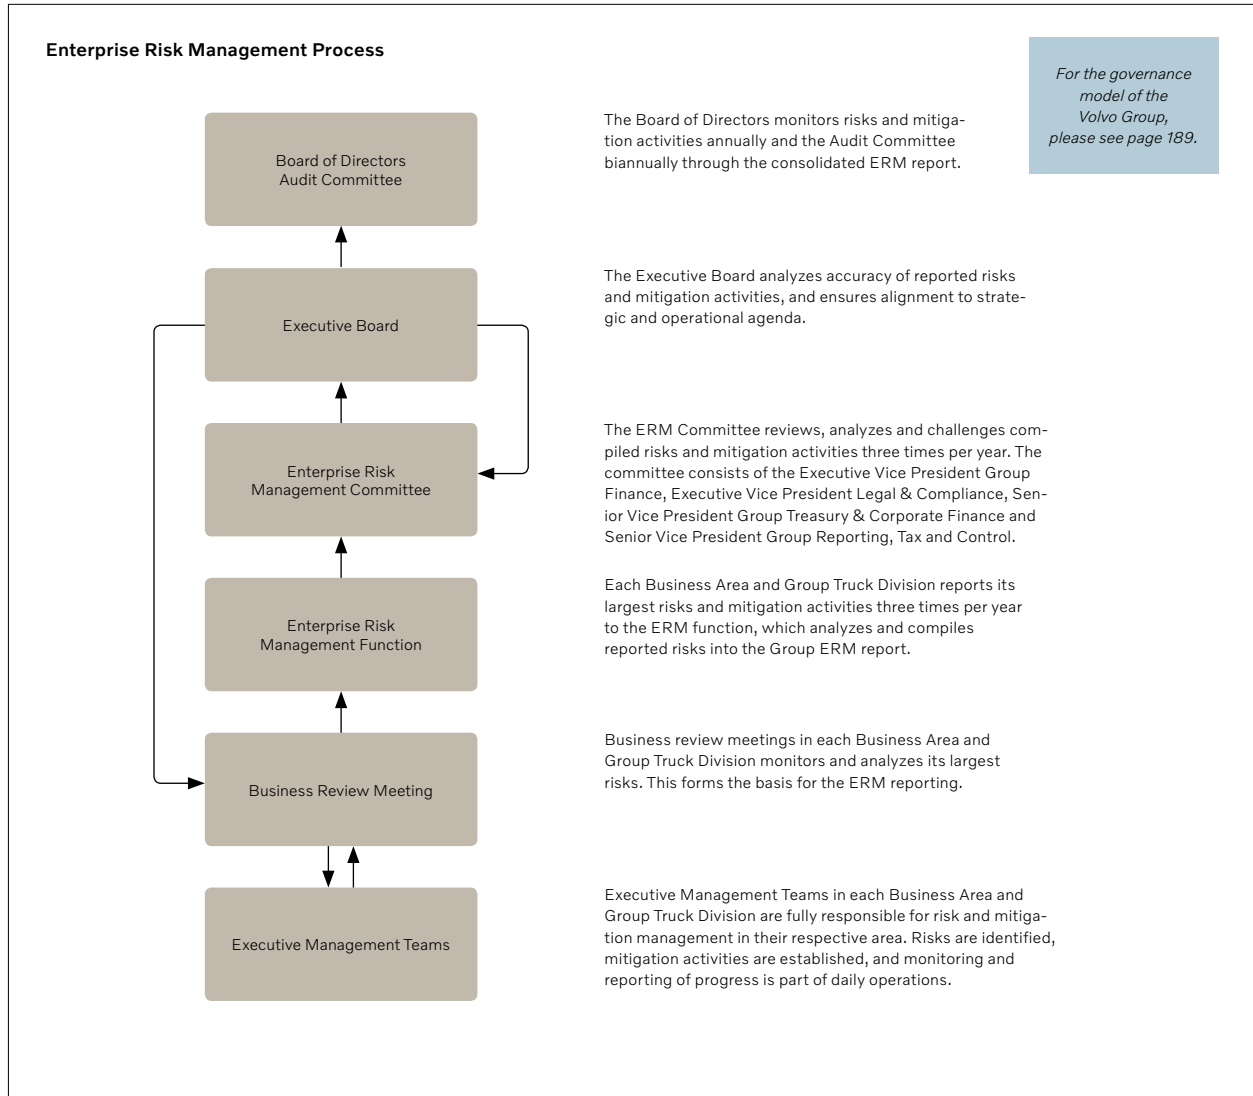 Enterprise Risk Management Process
For the governance
model of the
Volvo Group,
please see page 189.
Board of Directors
Audit Committee
The Board of Directors monitors risks and mitiga-
tion activities annually and the Audit Committee
biannually through the consolidated ERM report.
Executive Board
The Executive Board analyzes accuracy of reported risks
and mitigation activities, and ensures alignment to strate-
gic and operational agenda.
Enterprise Risk
Management Committee
The ERM Committee reviews, analyzes and challenges com-
piled risks and mitigation activities three times per year. The
committee consists of the Executive Vice President Group
Finance, Executive Vice President Legal & Compliance, Sen-
ior Vice President Group Treasury & Corporate Finance and
Senior Vice President Group Reporting, Tax and Control.
Enterprise Risk
Management Function
Each Business Area and Group Truck Division reports its
largest risks and mitigation activities three times per year
to the ERM function, which analyzes and compiles
reported risks into the Group ERM report.
Business Review Meeting
Business review meetings in each Business Area and
Group Truck Division monitors and analyzes its largest
risks. This forms the basis for the ERM reporting.
Executive Management Teams
Executive Management Teams in each Business Area and
Group Truck Division are fully responsible for risk and mitiga-
tion management in their respective area. Risks are identified,
mitigation activities are established, and monitoring and
reporting of progress is part of daily operations.